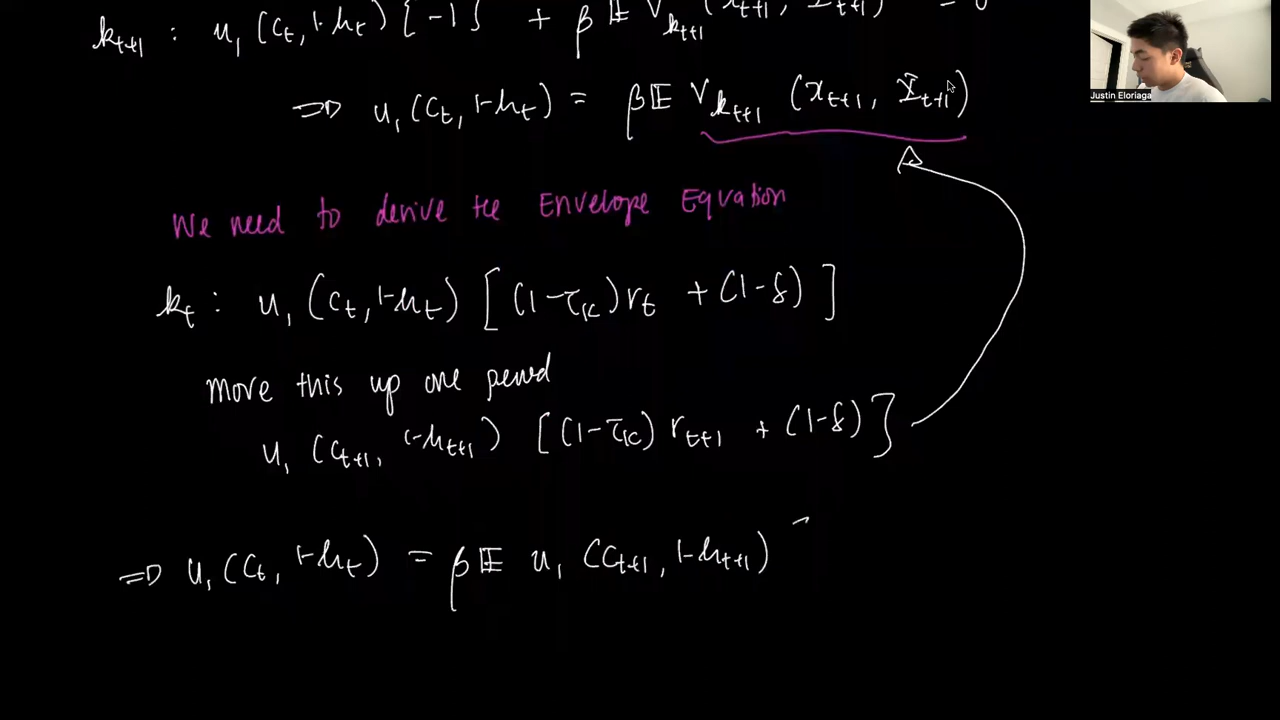 k_{t+1} : u_1 (c_t, 1-h_t) [-1] + β 𝔼 V_{k_{t+1}} (x_{t+1}, X_{t+1}) = 0
⇒ u_1 (c_t, 1-h_t) = β 𝔼 V_{k_{t+1}} (x_{t+1}, X_{t+1})
Justin Eloriaga
We need to derive the Envelope Equation
k_t : u_1 (c_t, 1-h_t) [(1-τ_k) r_t + (1-δ)]
Move this up one period
u_1 (c_{t+1}, 1-h_{t+1}) [(1-τ_k) r_{t+1} + (1-δ)]
⇒ u_1 (c_t, 1-h_t) = β 𝔼 u_1 (c_{t+1}, 1-h_{t+1})